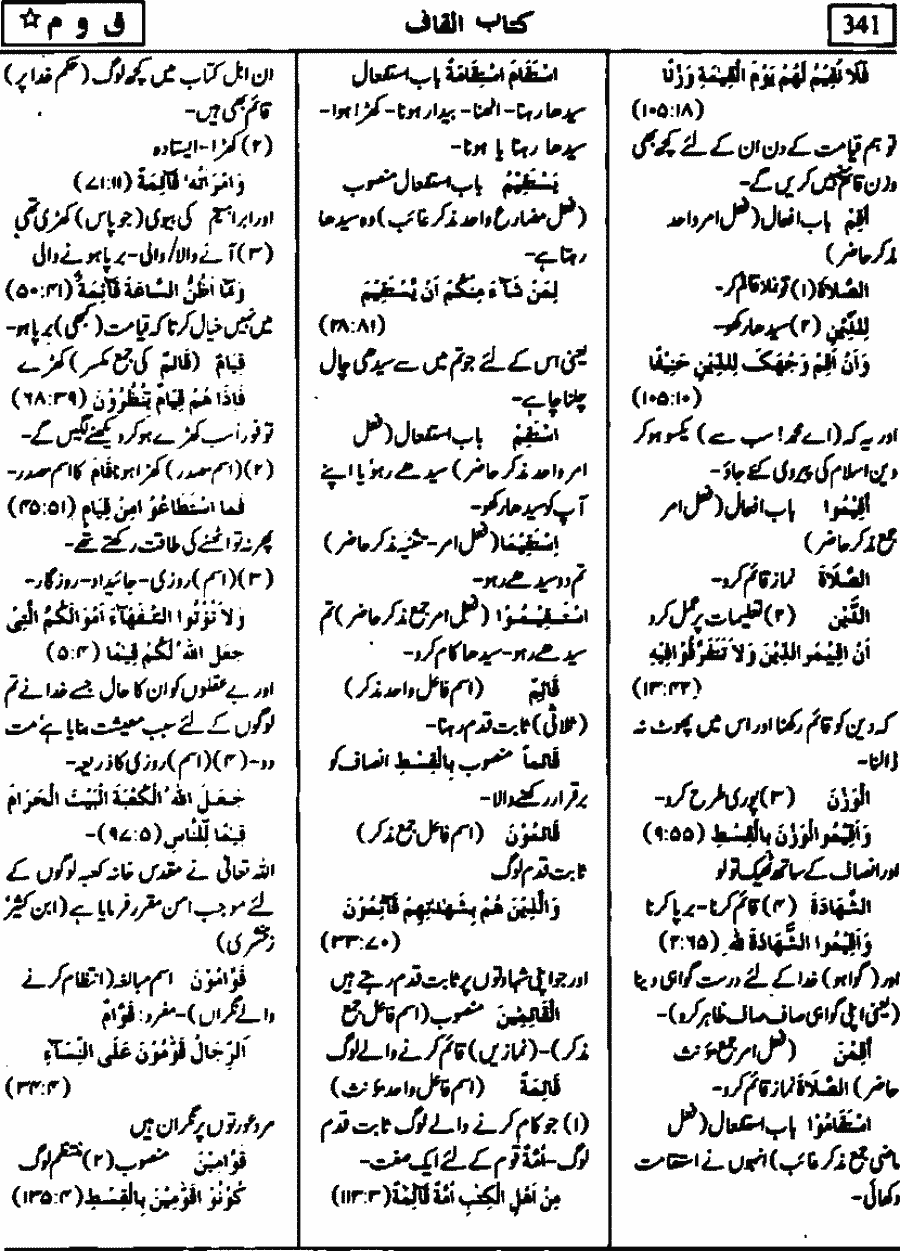 341
کتاب القاف
ق و م ☆
فَلَا نُقِیْمُ لَھُمْ یَوْمَ الْقِیٰمَةِ وَزْنًا
(۱۰۵:۱۸)
تو ہم قیامت کے دن ان کے لئے کچھ بھی
وزن قائم نہیں کریں گے-
اَقِمْ باب افعال (فعل امر واحد
مذکر حاضر)
الصَّلاَۃَ (۱) تو نماز قائم کر-
لِلدِّیْنِ (۲) سیدھا رکھو-
وَاَنْ اَقِمْ وَجْھَکَ لِلدِّیْنِ حَنِیْفًا
(۱۰۵:۱۰)
اور یہ کہ (اے محمد! سب سے) یکسو ہو کر
دین اسلام کی پیروی کئے جاؤ-
اَقِیْمُوا باب افعال (فعل امر
جمع مذکر حاضر)
الصَّلَاۃَ نماز قائم کرو-
الدِّیْنَ (۲) تعلیمات پر عمل کرو
اَنْ اَقِیْمُوا الدِّیْنَ وَلَا تَتَفَرَّقُوْا فِیْهِ
(۱۳:۴۲)
کہ دین کو قائم رکھنا اور اس میں پھوٹ نہ
ڈالنا-
الْوَزْنَ (۳) پوری طرح کرو-
وَاَقِیْمُوا الْوَزْنَ بِالْقِسْطِ (۹:۵۵)
اور انصاف کے ساتھ ٹھیک تولو
الشَّھَادَۃَ (۴) قائم کرنا- برپا کرنا
وَاَقِیْمُوا الشَّھَادَۃَ لِلّٰهِ (۲:۶۵)
اور (گواہو) خدا کے لئے درست گواہی دینا
(یعنی اپنی گواہی صاف صاف ظاہر کرو)-
اَقِمْنَ (فعل امر جمع مؤنث
حاضر) الصَّلَاۃَ نماز قائم کرو-
اسْتَقَامُوْا باب استفعال (فعل
ماضی جمع مذکر غائب) انہوں نے استقامت
دکھائی-
اسْتَقَامَ اسْتِقَامَۃً باب استفعال
سیدھا رہنا- اٹھنا- بیدار ہونا- کھڑا ہوا-
سیدھا رہنا یا ہونا-
یَسْتَقِیْمُ باب استفعال منصوب
(فعل مضارع واحد مذکر غائب) وہ سیدھا
رہتا ہے-
لِمَنْ شَآءَ مِنْکُمْ اَنْ یَّسْتَقِیْمَ
(۲۸:۸۱)
یعنی اس کے لئے جو تم میں سے سیدھی چال
چلنا چاہے-
اسْتَقِمْ باب استفعال (فعل
امر واحد مذکر حاضر) سیدھے رہو یا اپنے
آپ کو سیدھا رکھو-
اِسْتَقِیْمَا (فعل امر- تثنیہ مذکر حاضر)
تم دو سیدھے رہو-
اسْتَقِیْمُوْا (فعل امر جمع مذکر حاضر) تم
سیدھے رہو- سیدھا کام کرو-
قَائِمٌ (اسم فاعل واحد مذکر)
(ثلاثی) ثابت قدم رہنا-
قَائِماً منصوب بِالْقِسْطِ انصاف کو
برقرار رکھنے والا-
قَائِمُوْنَ (اسم فاعل جمع مذکر)
ثابت قدم لوگ
وَالَّذِیْنَ ھُمْ بِشَھٰدٰتِھِمْ قَآئِمُوْنَ
(۳۳:۷۰)
اور جو اپنی شہادتوں پر ثابت قدم رہتے ہیں
الْقَائِمِیْنَ منصوب (اسم فاعل جمع
مذکر)- (نمازیں) قائم کرنے والے لوگ
قَائِمَۃٌ (اسم فاعل واحد مؤنث)
(۱) جو کام کرنے والے لوگ ثابت قدم
لوگ- اُمَّۃٌ قوم کے لئے ایک صفت-
مِنْ اَھْلِ الْکِتٰبِ اُمَّۃٌ قَائِمَۃٌ (۱۱۳:۳)
ان اہل کتاب میں کچھ لوگ (حکم خدا پر)
قائم بھی ہیں-
(۲) کھڑا- ایستادہ
وَامْرَاَتُهٗ قَآئِمَۃٌ (۷۱:۱۱)
اور ابراہیمؑ کی بیوی (جو پاس) کھڑی تھی
(۳) آنے والا/والی- برپا ہونے والی
وَمَآ اَظُنُّ السَّاعَۃَ قَآئِمَۃً (۵۰:۴۱)
میں نہیں خیال کرتا کہ قیامت (کبھی) برپا ہو-
قِیَامٌ (قَائِمٌ کی جمع مکسر) کھڑے
فَاِذَا ھُمْ قِیَامٌ یَّنْظُرُوْنَ (۶۸:۳۹)
تو فوراً سب کھڑے ہو کر دیکھنے لگیں گے-
(۲) (اسم مصدر) کھڑا ہونا قَامَ کا اسم مصدر-
فَمَا اسْتَطَاعُوْ امِنْ قِیَامٍ (۴۵:۵۱)
پھر نہ تو اٹھنے کی طاقت رکھتے تھے-
(۳) (اسم) روزی- جائیداد- روزگار-
وَلَا تُؤْتُوا السُّفَھَآءَ اَمْوَالَکُمُ الَّتِیْ
جَعَلَ اللّٰهُ لَکُمْ قِیٰمًا (۵:۴)
اور بے عقلوں کو ان کا مال جسے خدا نے تم
لوگوں کے لئے سبب معیشت بنایا ہے مت
دو- (۴) (اسم) روزی کا ذریعہ-
جَعَلَ اللّٰهُ الْکَعْبَۃَ الْبَیْتَ الْحَرَامَ
قِیٰمًا لِّلنَّاسِ (۹۷:۵)-
اللہ تعالٰی نے مقدس خانہ کعبہ لوگوں کے
لئے موجب امن مقرر فرمایا ہے (ابن کثیرؒ
زمخشری)
قَوَّامُوْنَ اسم مبالغہ (انتظام کرنے
والے نگراں)- مفرد: قَوَّامٌ
اَلرِّجَالُ قَوّٰمُوْنَ عَلَی النِّسَآءِ
(۳۴:۴)
مرد عورتوں پر نگران ہیں
قَوَّامِیْنَ منصوب (۲) منتظم لوگ
کُوْنُوْا قَوّٰمِیْنَ بِالْقِسْطِ (۱۳۵:۴)